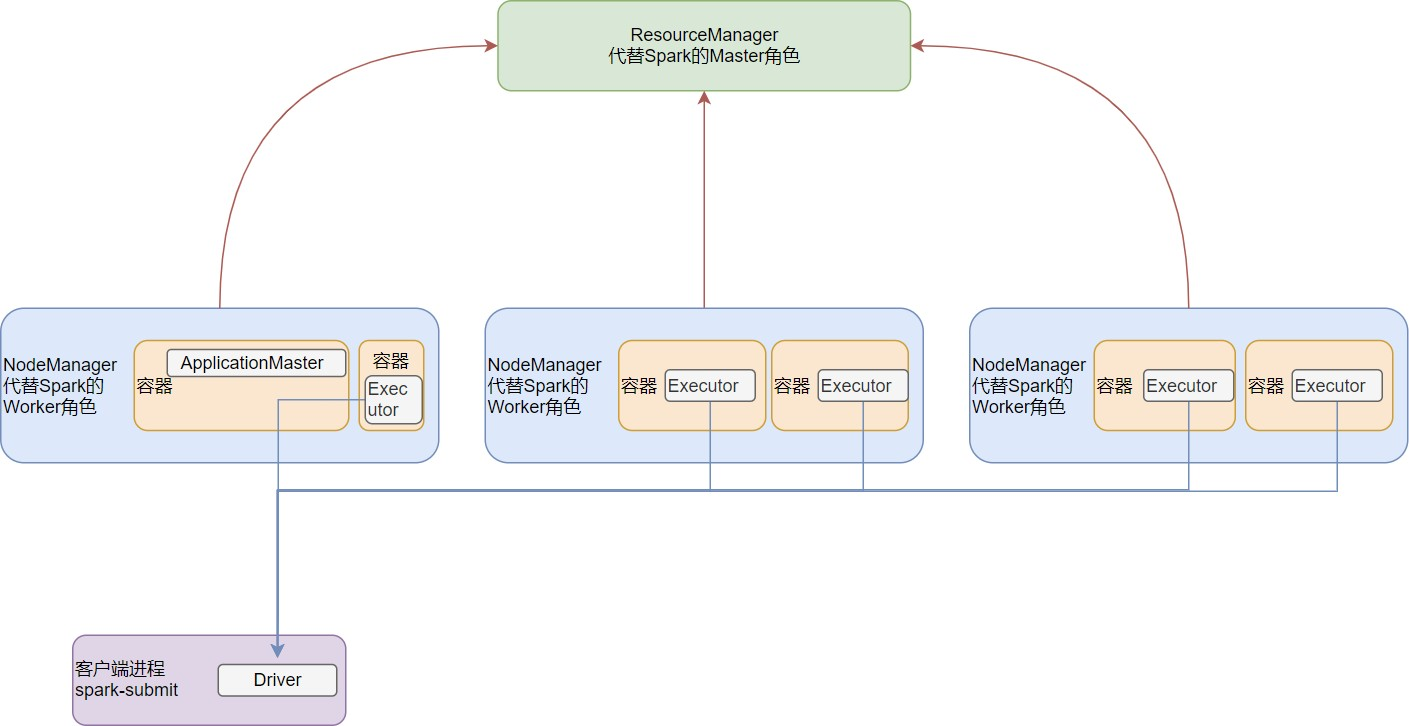 ResourceManager
代替Spark的Master角色
NodeManager
代替Spark的
Worker角色
ApplicationMaster
容器
容器
Exec
utor
NodeManager
代替Spark的
Worker角色
容器
Executor
容器
Executor
NodeManager
代替Spark的
Worker角色
容器
Executor
容器
Executor
客户端进程
spark-submit
Driver